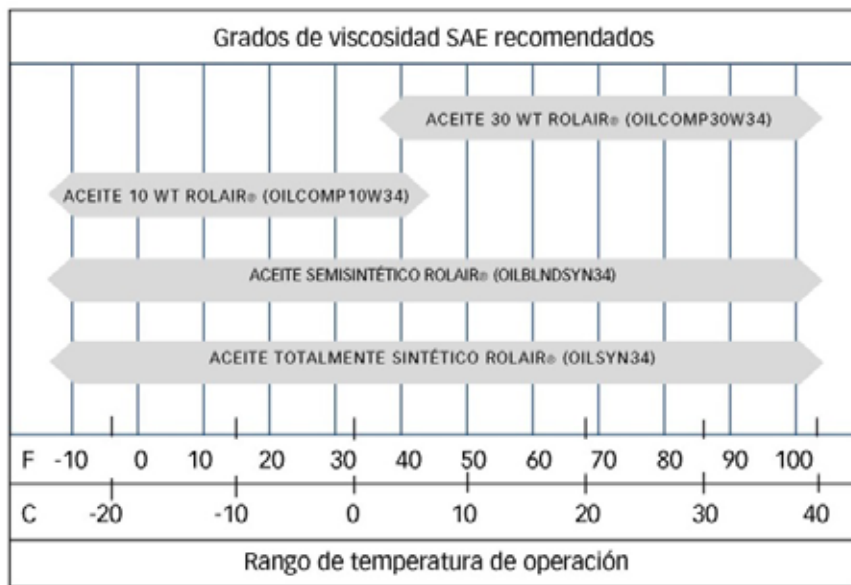 Grados de viscosidad SAE recomendados
ACEITE 30 WT ROLAIR® (OILCOMP30W34)
ACEITE 10 WT ROLAIR® (OILCOMP10W34)
ACEITE SEMISINTÉTICO ROLAIR® (OILBLNDSYN34)
ACEITE TOTALMENTE SINTÉTICO ROLAIR® (OILSYN34)
F -10 0 10 20 30 40 50 60 70 80 90 100
C -20 -10 0 10 20 30 40
Rango de temperatura de operación